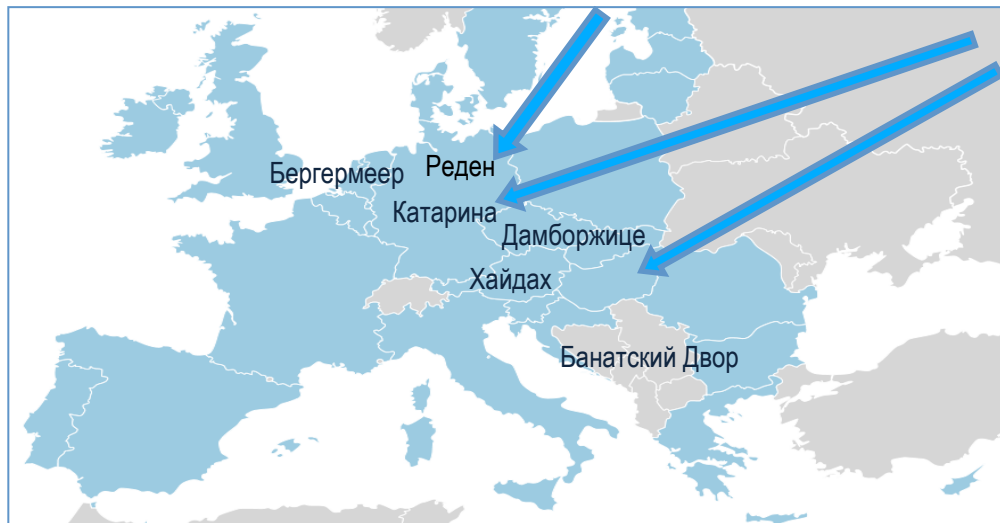 Реден
Бергермеер
Катарина
Дамборжице
Хайдах
Банатский Двор